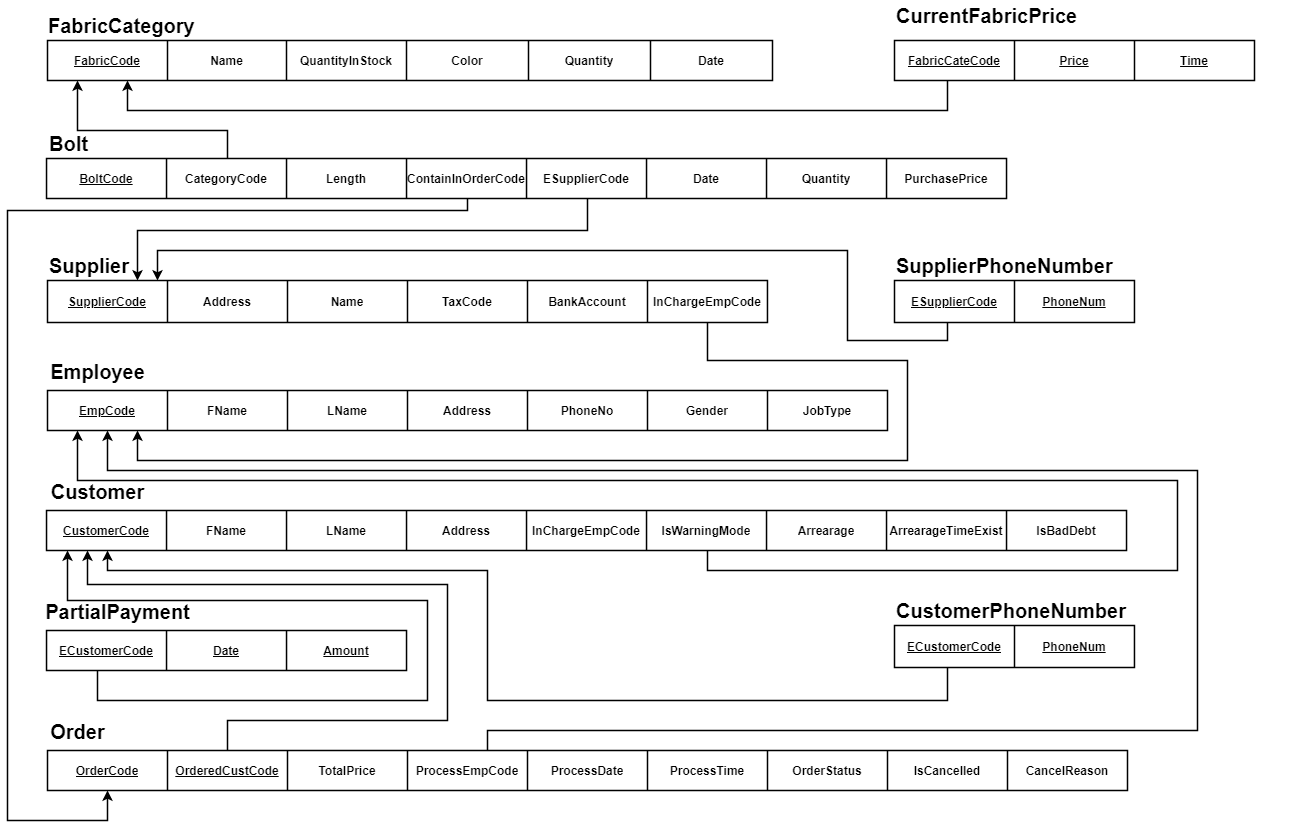 FabricCategory
CurrentFabricPrice
FabricCode Name QuantityInStock Color Quantity Date
FabricCateCode Price Time
Bolt
BoltCode CategoryCode Length ContainInOrderCode ESupplierCode Date Quantity PurchasePrice
Supplier
SupplierPhoneNumber
SupplierCode Address Name TaxCode BankAccount InChargeEmpCode
ESupplierCode PhoneNum
Employee
EmpCode FName LName Address PhoneNo Gender JobType
Customer
CustomerCode FName LName Address InChargeEmpCode IsWarningMode Arrearage ArrearageTimeExist IsBadDebt
PartialPayment
CustomerPhoneNumber
ECustomerCode Date Amount
ECustomerCode PhoneNum
Order
OrderCode OrderedCustCode TotalPrice ProcessEmpCode ProcessDate ProcessTime OrderStatus IsCancelled CancelReason